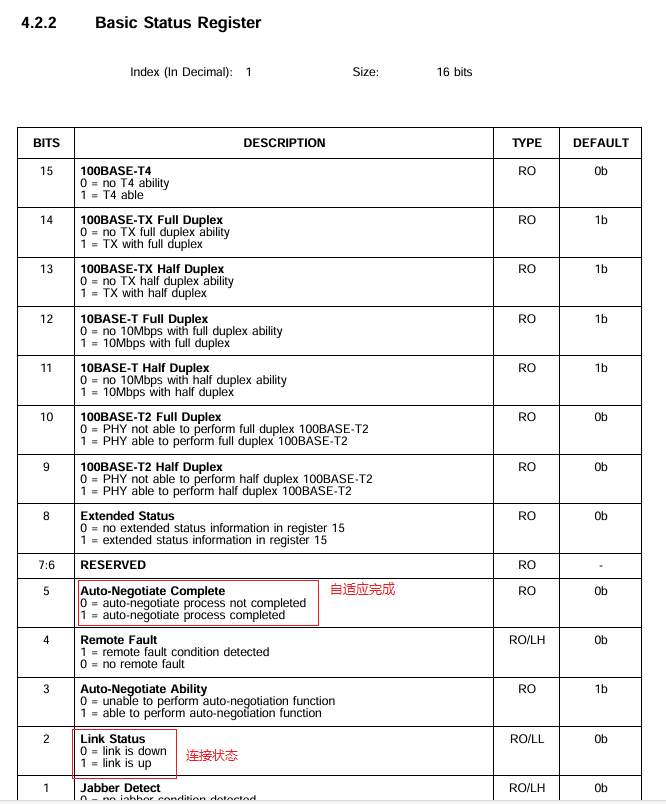 4.2.2 Basic Status Register
Index (In Decimal): 1 Size: 16 bits
BITS DESCRIPTION TYPE DEFAULT
15 100BASE-T4 RO 0b
0 = no T4 ability
1 = T4 able
14 100BASE-TX Full Duplex RO 1b
0 = no TX full duplex ability
1 = TX with full duplex
13 100BASE-TX Half Duplex RO 1b
0 = no TX half duplex ability
1 = TX with half duplex
12 10BASE-T Full Duplex RO 1b
0 = no 10Mbps with full duplex ability
1 = 10Mbps with full duplex
11 10BASE-T Half Duplex RO 1b
0 = no 10Mbps with half duplex ability
1 = 10Mbps with half duplex
10 100BASE-T2 Full Duplex RO 0b
0 = PHY not able to perform full duplex 100BASE-T2
1 = PHY able to perform full duplex 100BASE-T2
9 100BASE-T2 Half Duplex RO 0b
0 = PHY not able to perform half duplex 100BASE-T2
1 = PHY able to perform half duplex 100BASE-T2
8 Extended Status RO 0b
0 = no extended status information in register 15
1 = extended status information in register 15
7:6 RESERVED RO -
5 Auto-Negotiate Complete 自适应完成 RO 0b
0 = auto-negotiate process not completed
1 = auto-negotiate process completed
4 Remote Fault RO/LH 0b
1 = remote fault condition detected
0 = no remote fault
3 Auto-Negotiate Ability RO 1b
0 = unable to perform auto-negotiation function
1 = able to perform auto-negotiation function
2 Link Status RO/LL 0b
0 = link is down 连接状态
1 = link is up
1 Jabber Detect RO/LH 0b
0 = no jabber condition detected